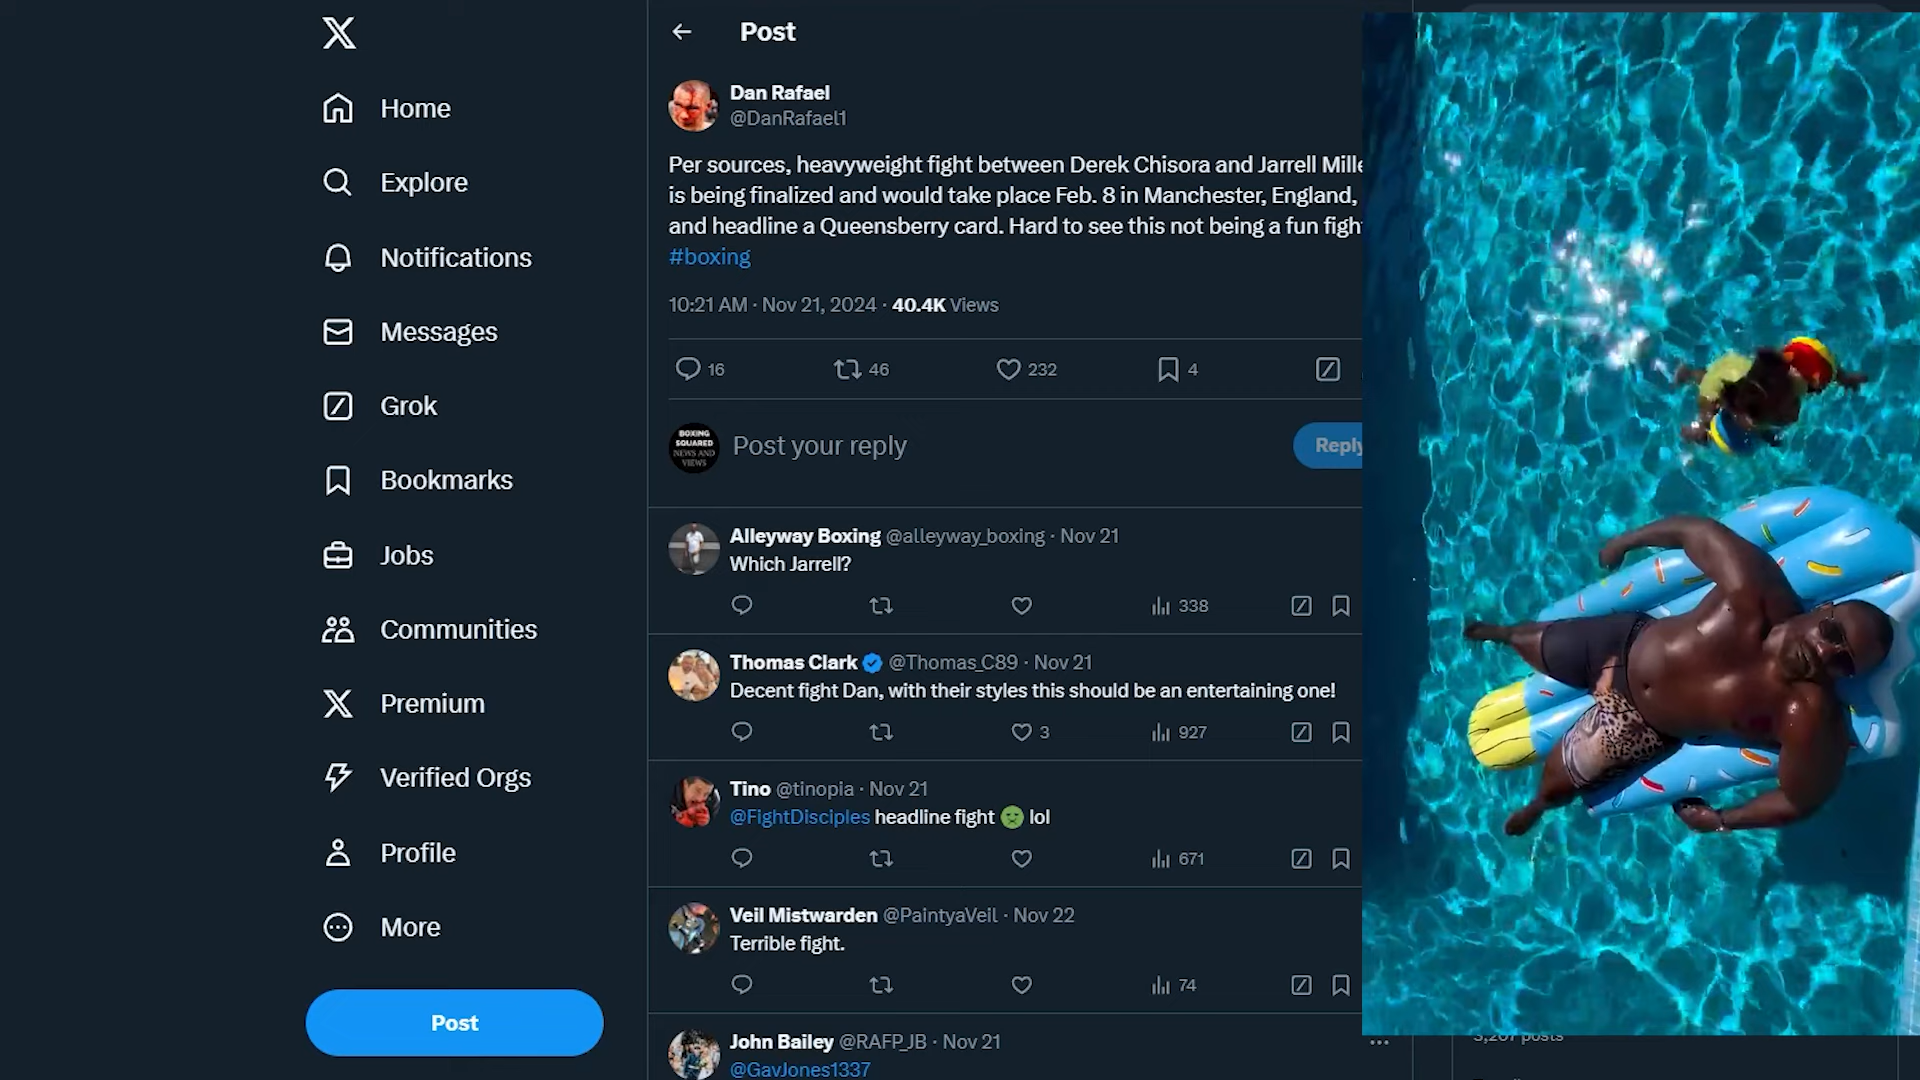 Home
Explore
Notifications
Messages
Grok
Bookmarks
Jobs
Communities
Premium
Verified Orgs
Profile
More
Post
Post
Dan Rafael
@DanRafael1
Per sources, heavyweight fight between Derek Chisora and Jarrell Mille
is being finalized and would take place Feb. 8 in Manchester, England,
and headline a Queensberry card. Hard to see this not being a fun figh
#boxing
10:21 AM · Nov 21, 2024 · 40.4K Views
16 46 232 4
BOXING
SQUARED
NEWS AND
VIEWS
Post your reply
Reply
Alleyway Boxing @alleyway_boxing · Nov 21
Which Jarrell?
338
Thomas Clark @Thomas_C89 · Nov 21
Decent fight Dan, with their styles this should be an entertaining one!
3 927
Tino @tinopia · Nov 21
@FightDisciples headline fight 🤢 lol
671
Veil Mistwarden @PaintyaVeil · Nov 22
Terrible fight.
74
John Bailey @RAFP_JB · Nov 21
@GavJones1337
posts